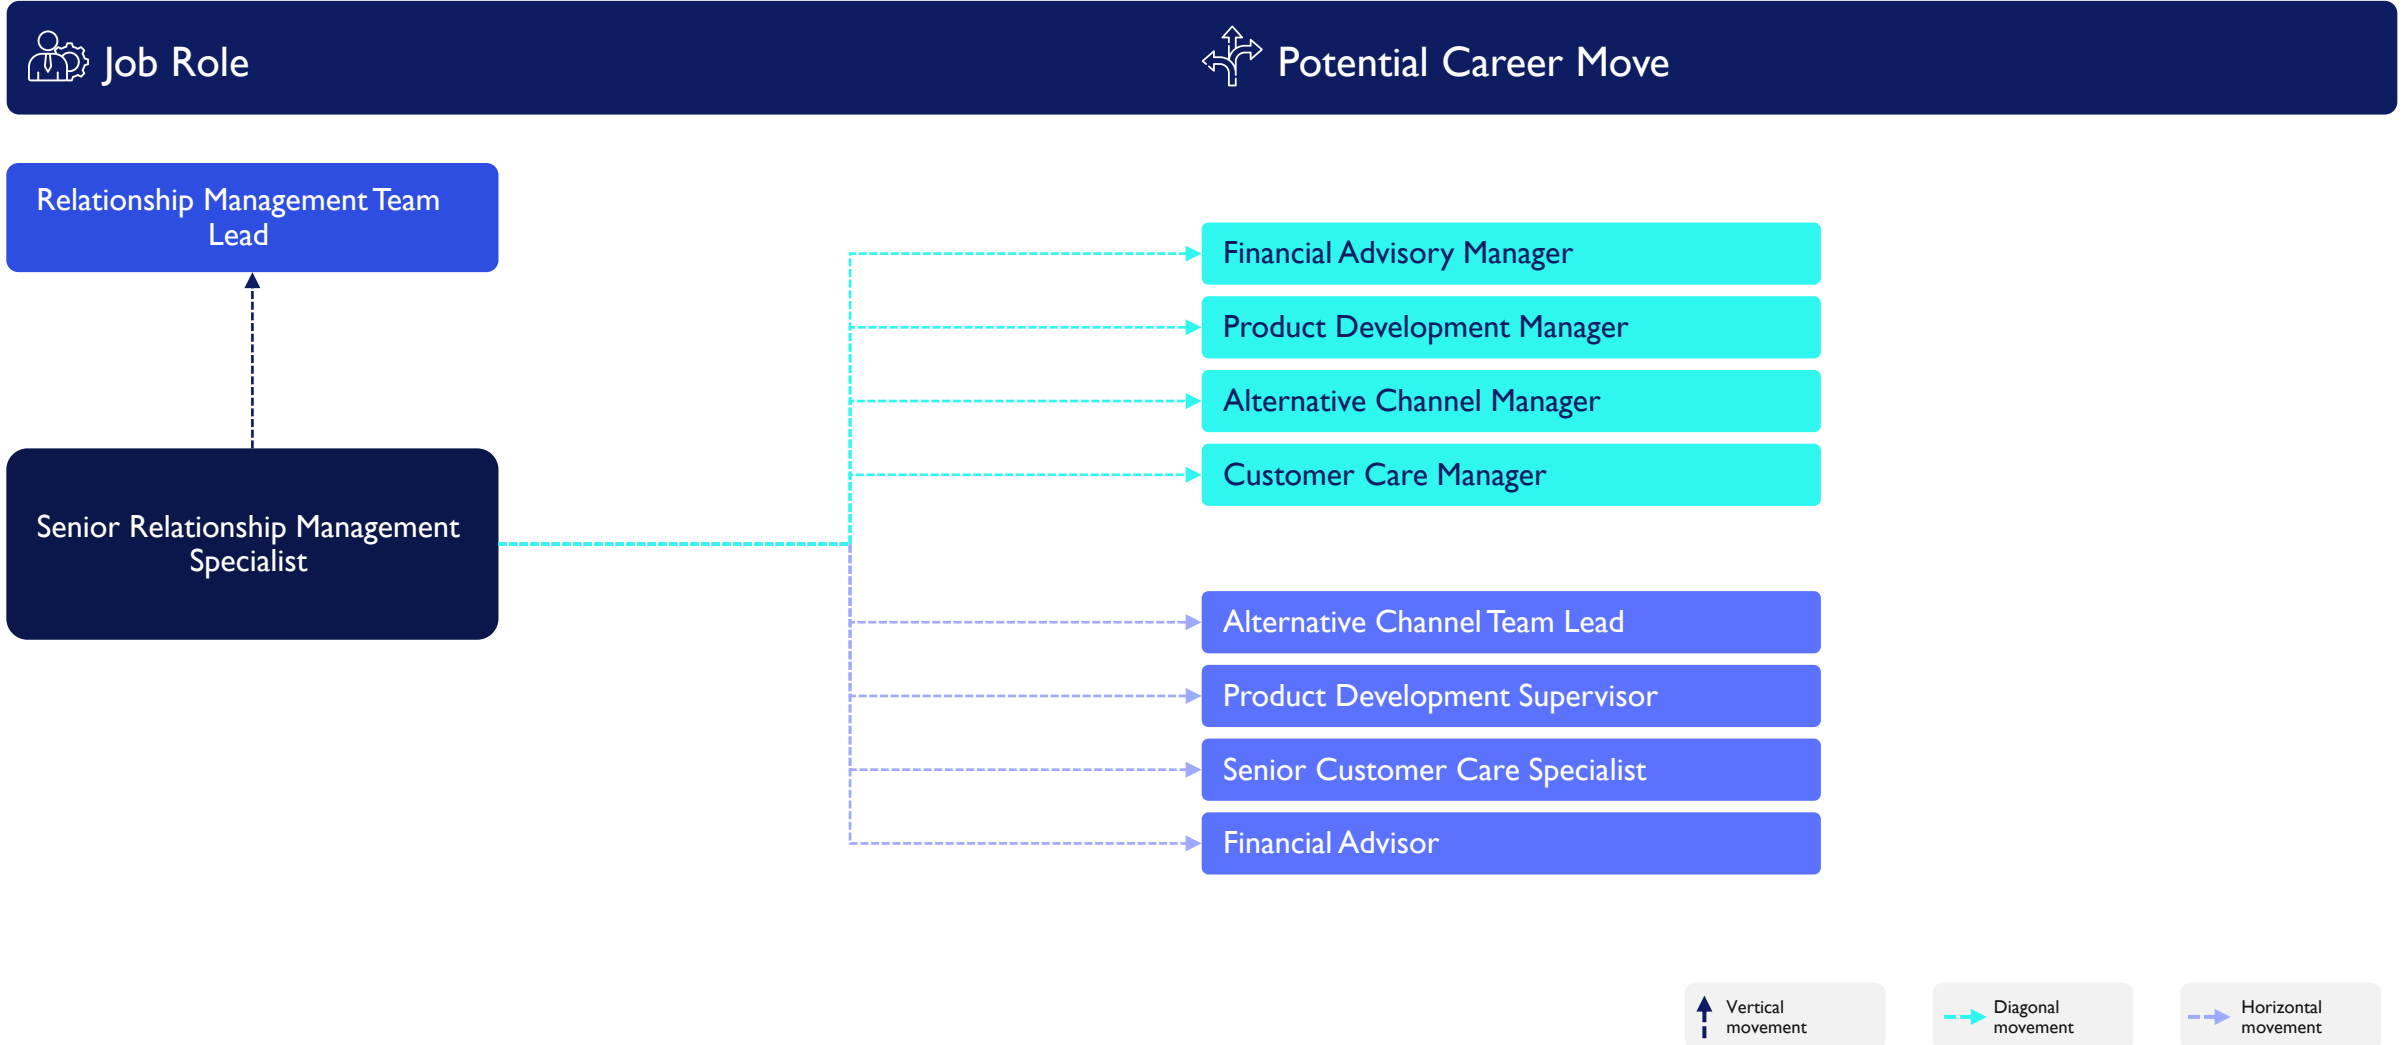 Job Role
Potential Career Move
Relationship Management Team
Lead
Financial Advisory Manager
Product Development Manager
Alternative Channel Manager
Customer Care Manager
Senior Relationship Management
Specialist
Alternative Channel Team Lead
Product Development Supervisor
Senior Customer Care Specialist
Financial Advisor
Vertical
movement
Diagonal
movement
Horizontal
movement